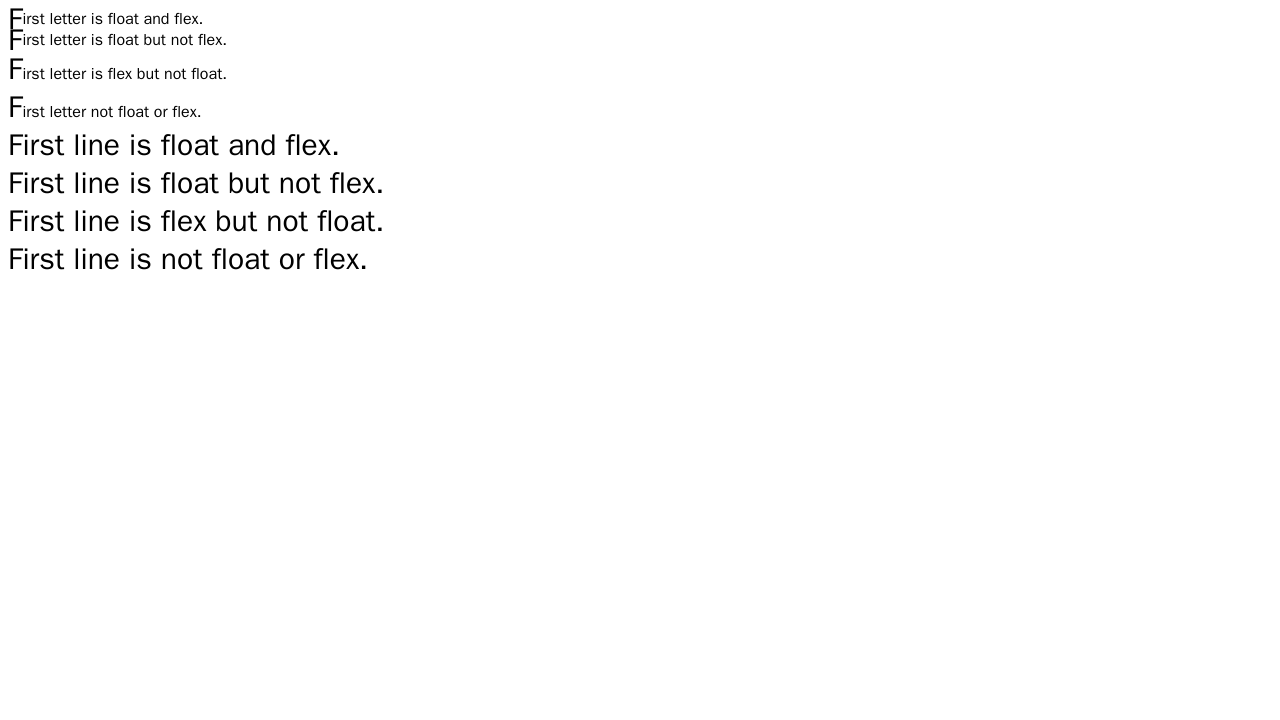 First letter is float and flex.
First letter is float but not flex.
First letter is flex but not float.
First letter not float or flex.
First line is float and flex.
First line is float but not flex.
First line is flex but not float.
First line is not float or flex.